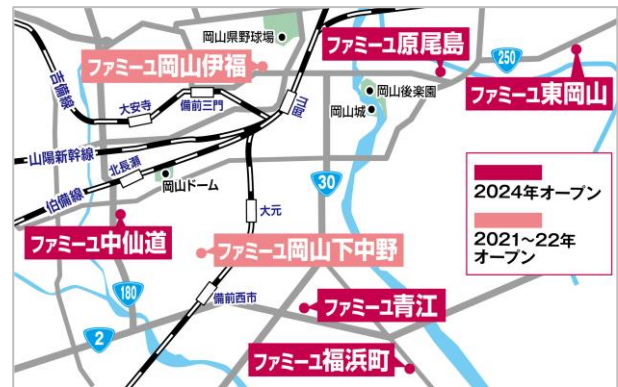 岡山県野球場
ファミーユ原尾島
250
ファミーユ岡山伊福
ファミーユ東岡山
吉備線
大安寺
備前三門
岡山
岡山後楽園
岡山城
山陽新幹線
北長瀬
伯備線
岡山ドーム
30
2024年オープン
大元
2021〜22年
オープン
ファミーユ中仙道
ファミーユ岡山下中野
180
備前西市
ファミーユ青江
2
ファミーユ福浜町